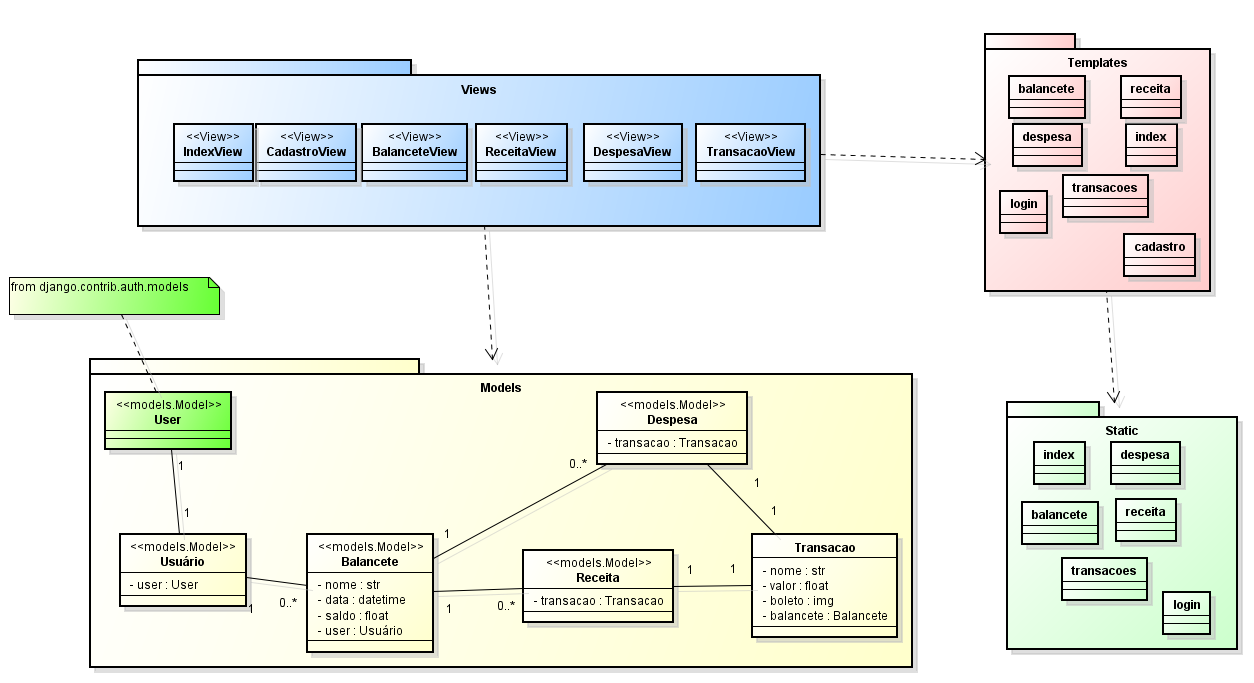 Views
<<View>>
IndexView
<<View>>
CadastroView
<<View>>
BalanceteView
<<View>>
ReceitaView
<<View>>
DespesaView
<<View>>
TransacaoView
Templates
balancete
receita
despesa
index
transacoes
login
cadastro
from django.contrib.auth.models
Models
<<models.Model>>
User
1
1
<<models.Model>>
Usuário
- user : User
1
0..*
<<models.Model>>
Balancete
- nome : str
- data : datetime
- saldo : float
- user : Usuário
1
0..*
1
0..*
<<models.Model>>
Despesa
- transacao : Transacao
1
1
<<models.Model>>
Receita
- transacao : Transacao
1
1
Transacao
- nome : str
- valor : float
- boleto : img
- balancete : Balancete
Static
index
despesa
balancete
receita
transacoes
login